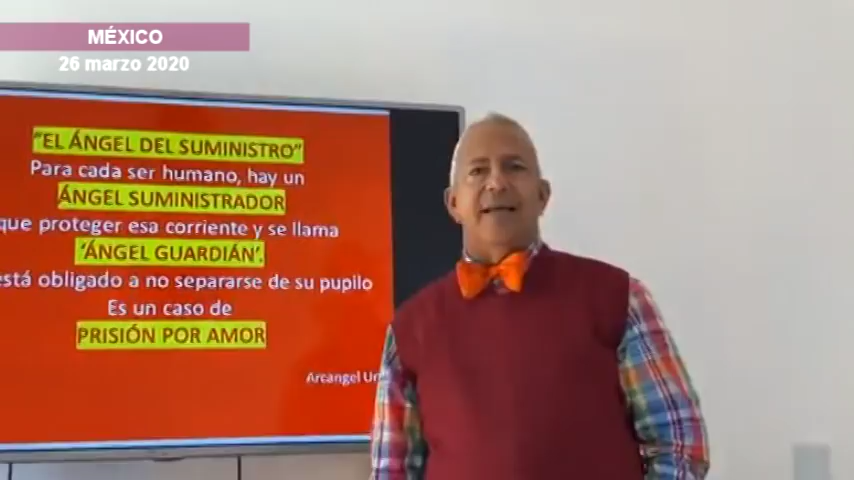 MÉXICO
26 marzo 2020
"EL ÁNGEL DEL SUMINISTRO"
Para cada ser humano, hay un
ÁNGEL SUMINISTRADOR
que proteger esa corriente y se llama
'ÁNGEL GUARDIÁN'.
está obligado a no separarse de su pupilo
Es un caso de
PRISIÓN POR AMOR
Arcangel